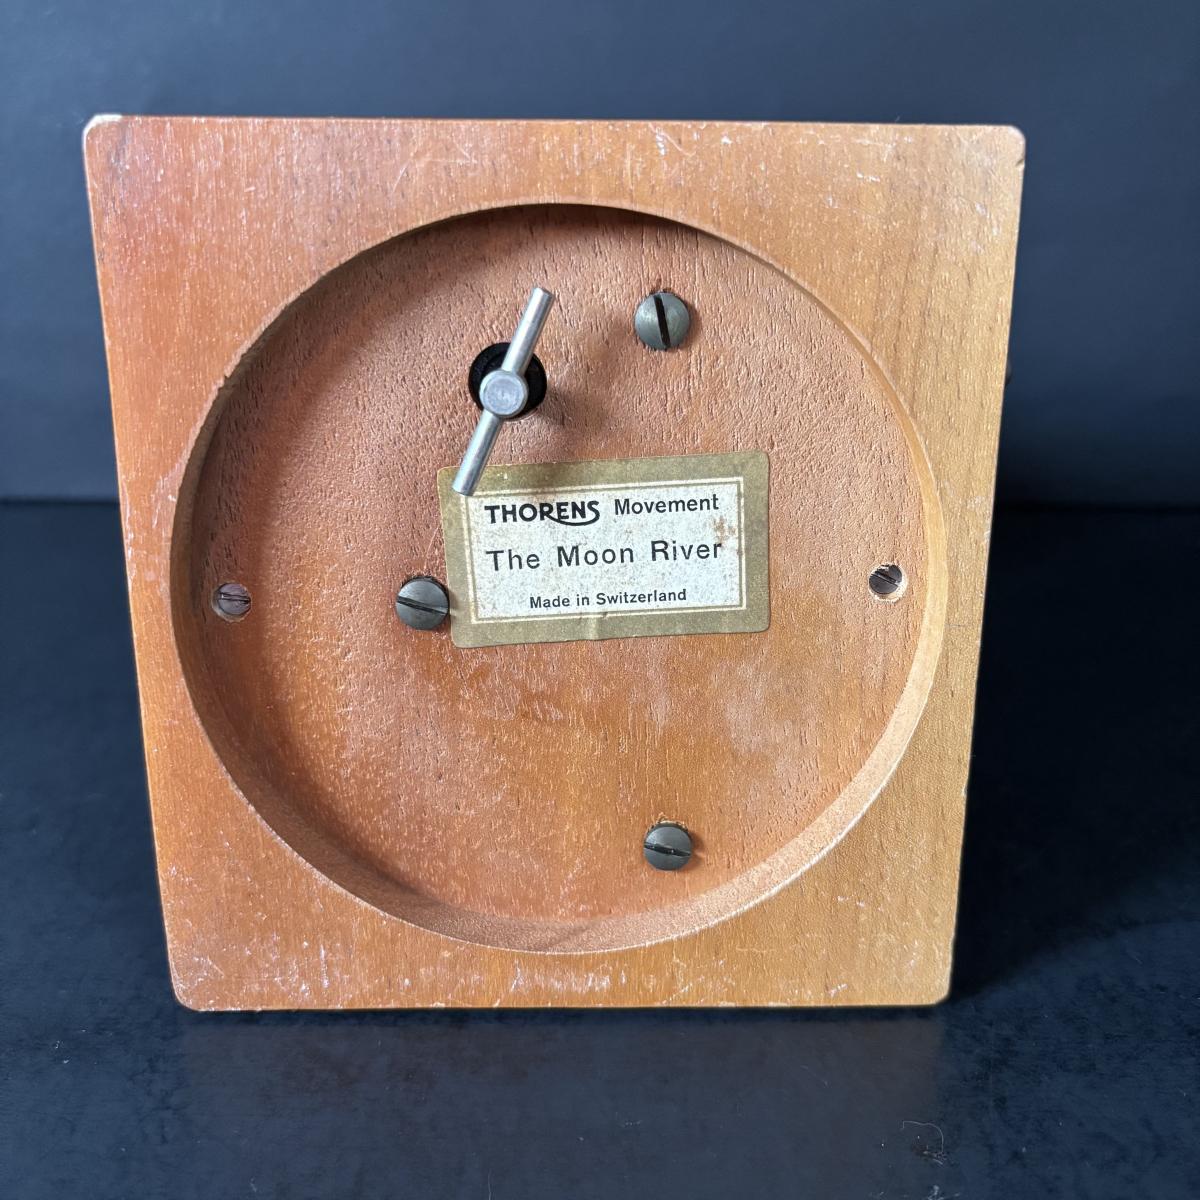 THORENS Movement
The Moon River
Made in Switzerland